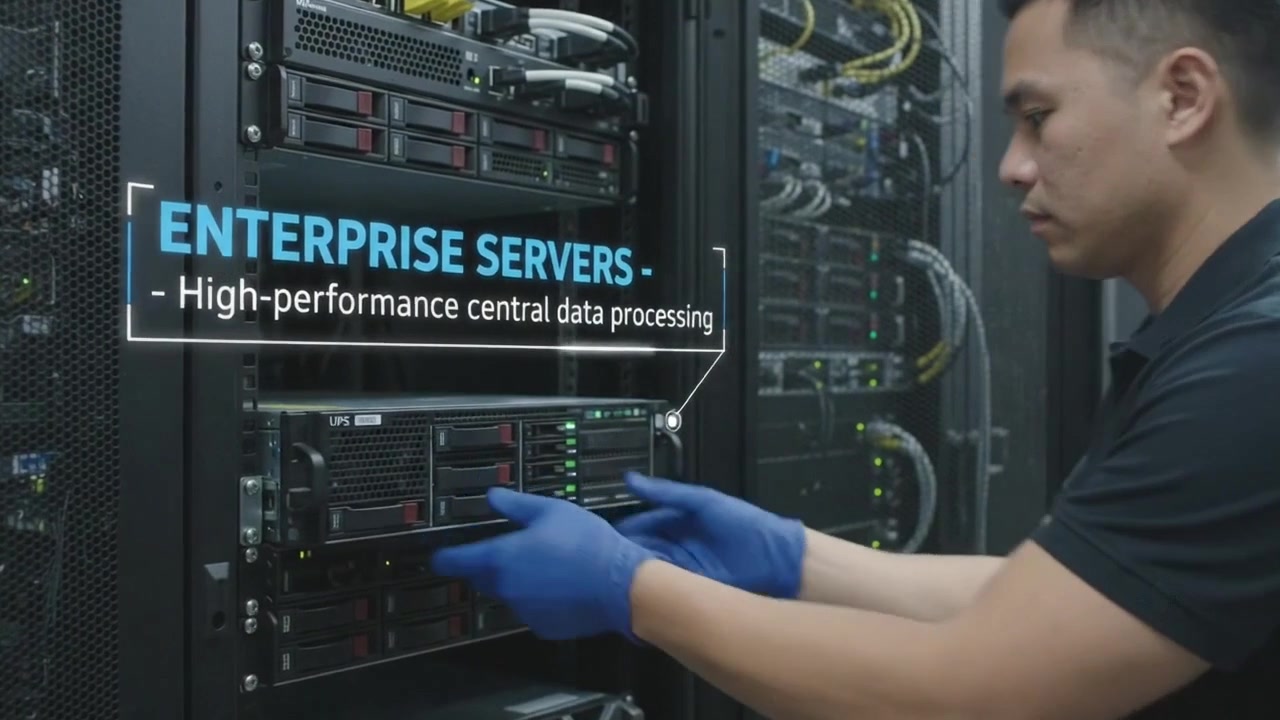 ENTERPRISE SERVERS -
- High-performance central data processing
UPS